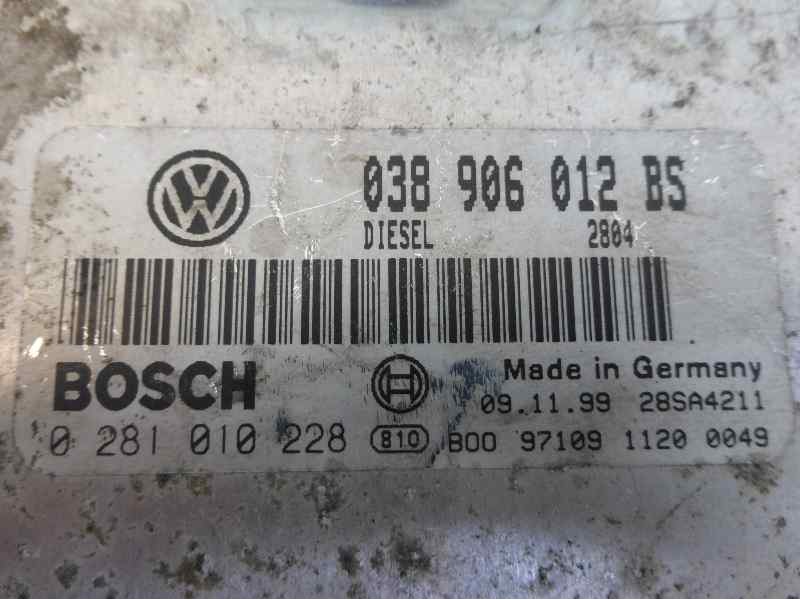 038 906 012 BS
DIESEL 2804
BOSCH Made in Germany
09.11.99 28SA4211
0 281 010 228 810 B00 97109 1120 0049